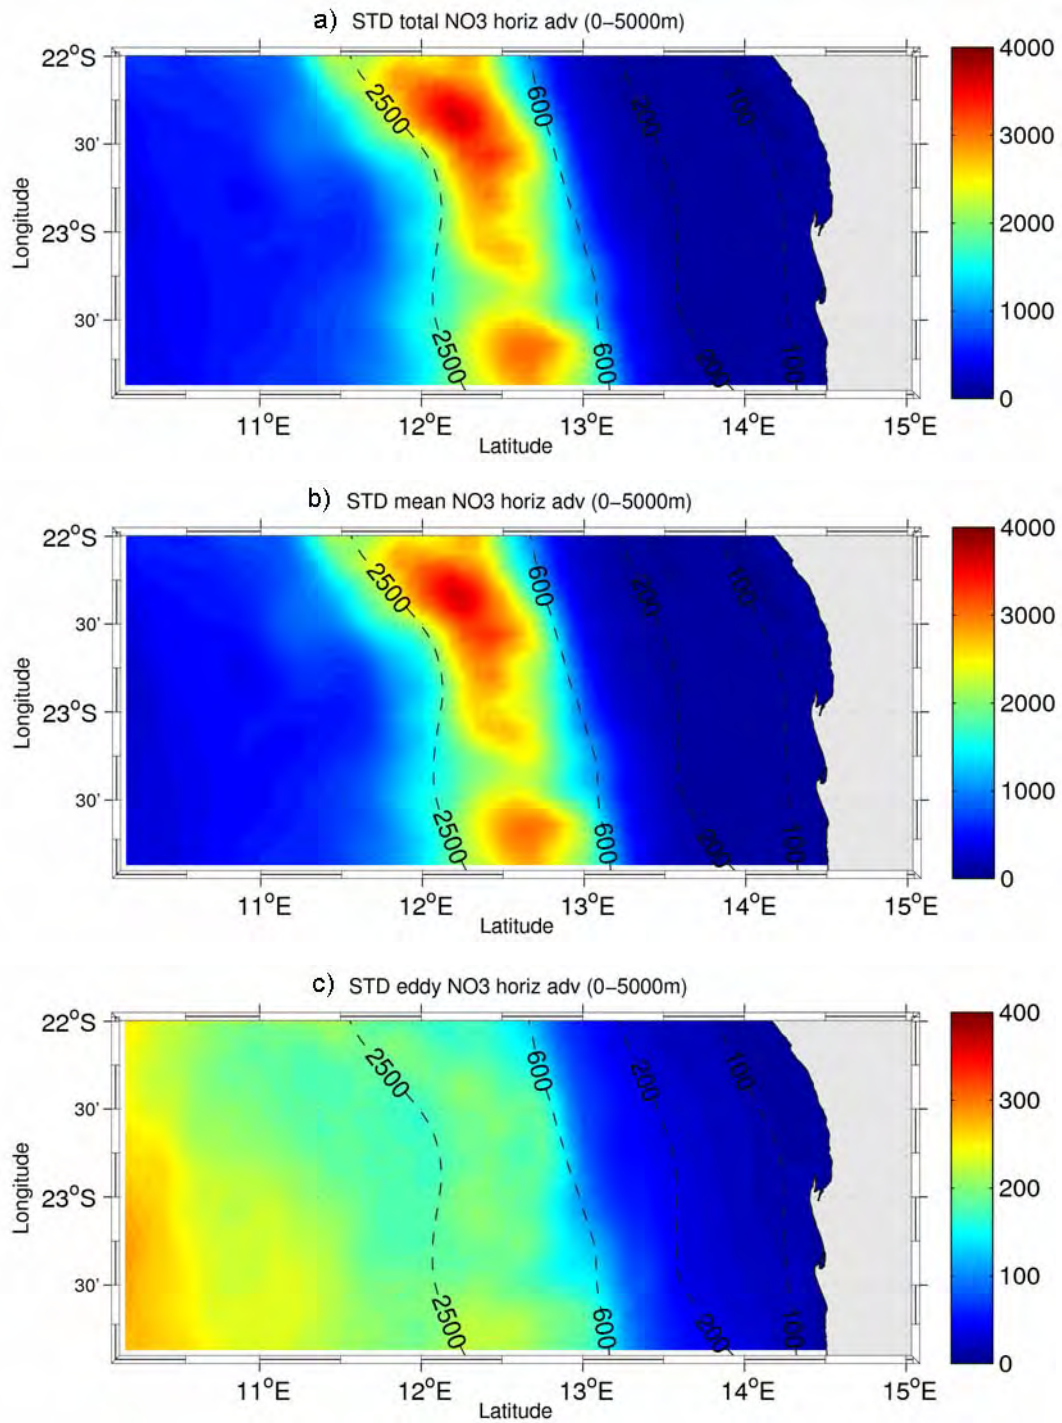 a) STD total NO3 horiz adv (0−5000m)
4000
22°S
2500 600 200 100
3000
30'
Longitude
23°S
2000
30'
1000
2500 600 200 100
0
11°E 12°E 13°E 14°E 15°E
Latitude
b) STD mean NO3 horiz adv (0−5000m)
4000
22°S
2500 600 200 100
3000
30'
Longitude
23°S
2000
30'
1000
2500 600 200 100
0
11°E 12°E 13°E 14°E 15°E
Latitude
c) STD eddy NO3 horiz adv (0−5000m)
400
22°S
2500 600 200 100
300
30'
Longitude
23°S
200
30'
100
2500 600 200 100
0
11°E 12°E 13°E 14°E 15°E
Latitude